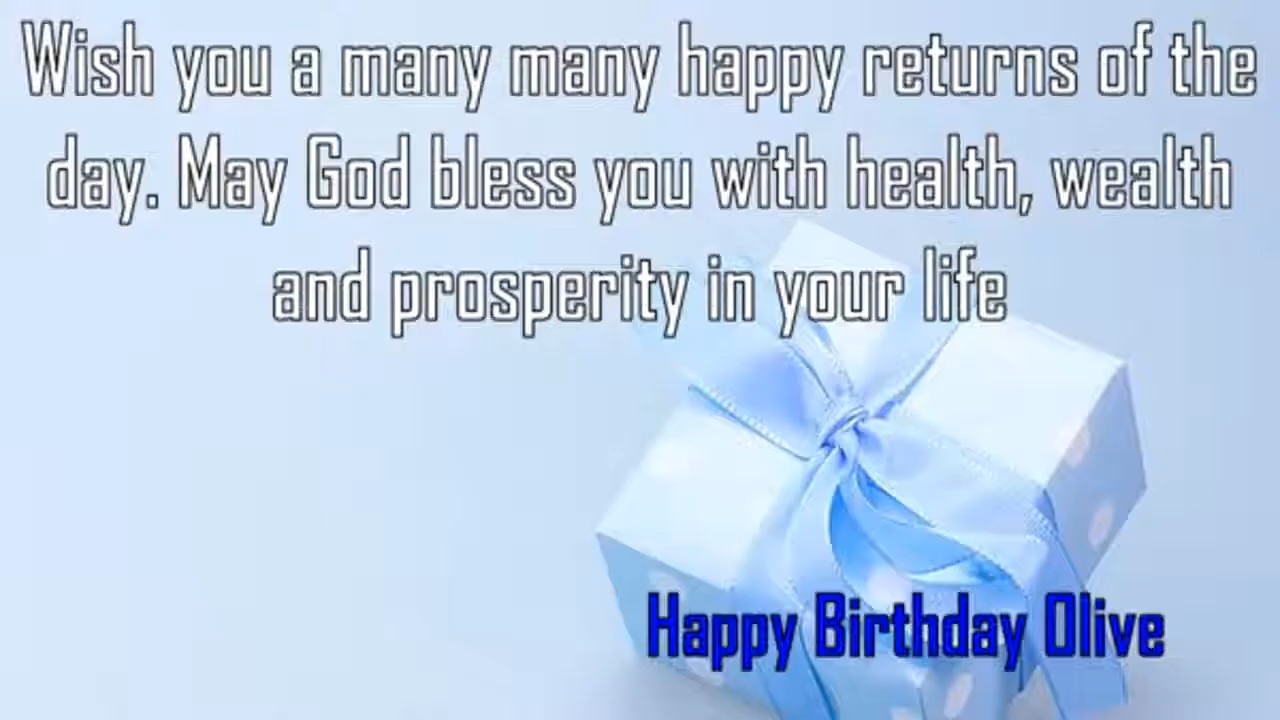 Wish you a many many happy returns of the
day. May God bless you with health, wealth
and prosperity in your life
Happy Birthday Olive